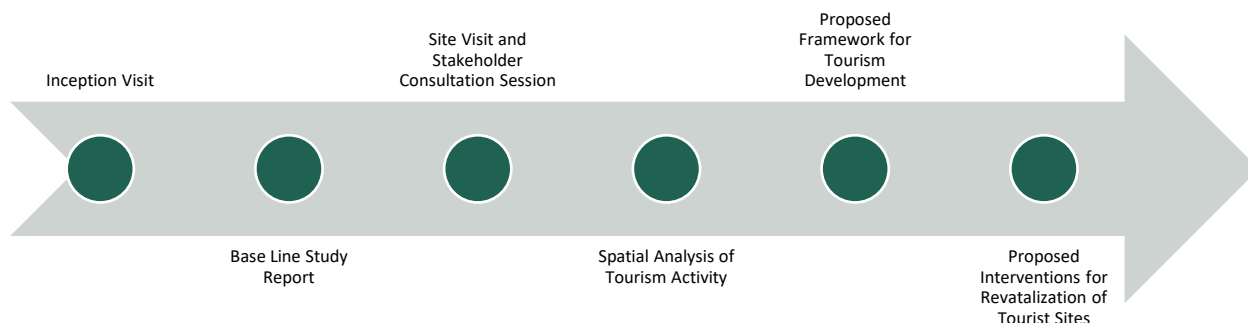 Inception Visit
Base Line Study
Report
Site Visit and
Stakeholder
Consultation Session
Spatial Analysis of
Tourism Activity
Proposed
Framework for
Tourism
Development
Proposed
Interventions for
Revatalization of
Tourist Sites